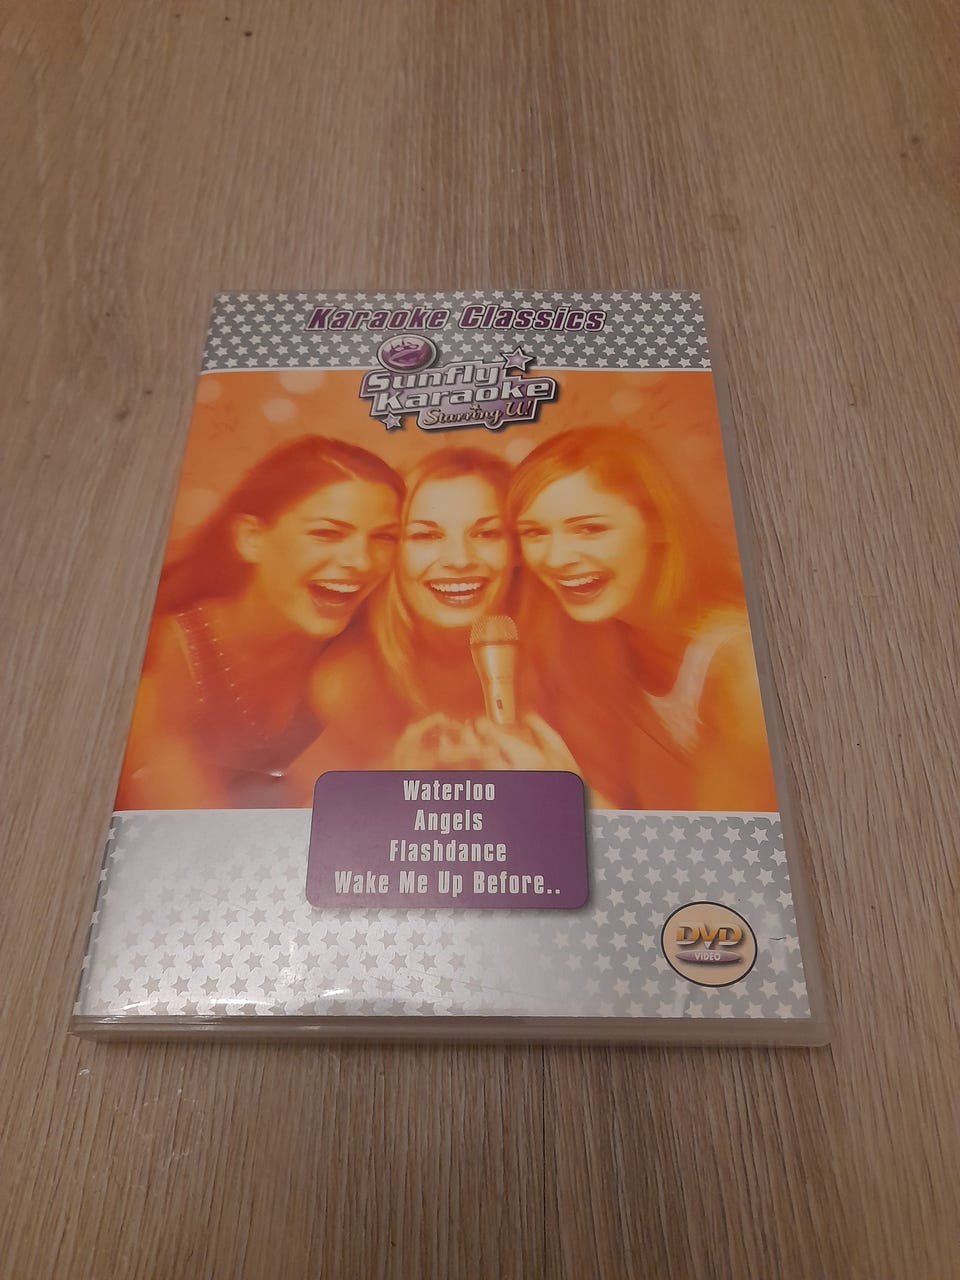 Karaoke Classics
Sunfly
Karaoke
Starring U!
Waterloo
Angels
Flashdance
Wake Me Up Before..
DVD
VIDEO